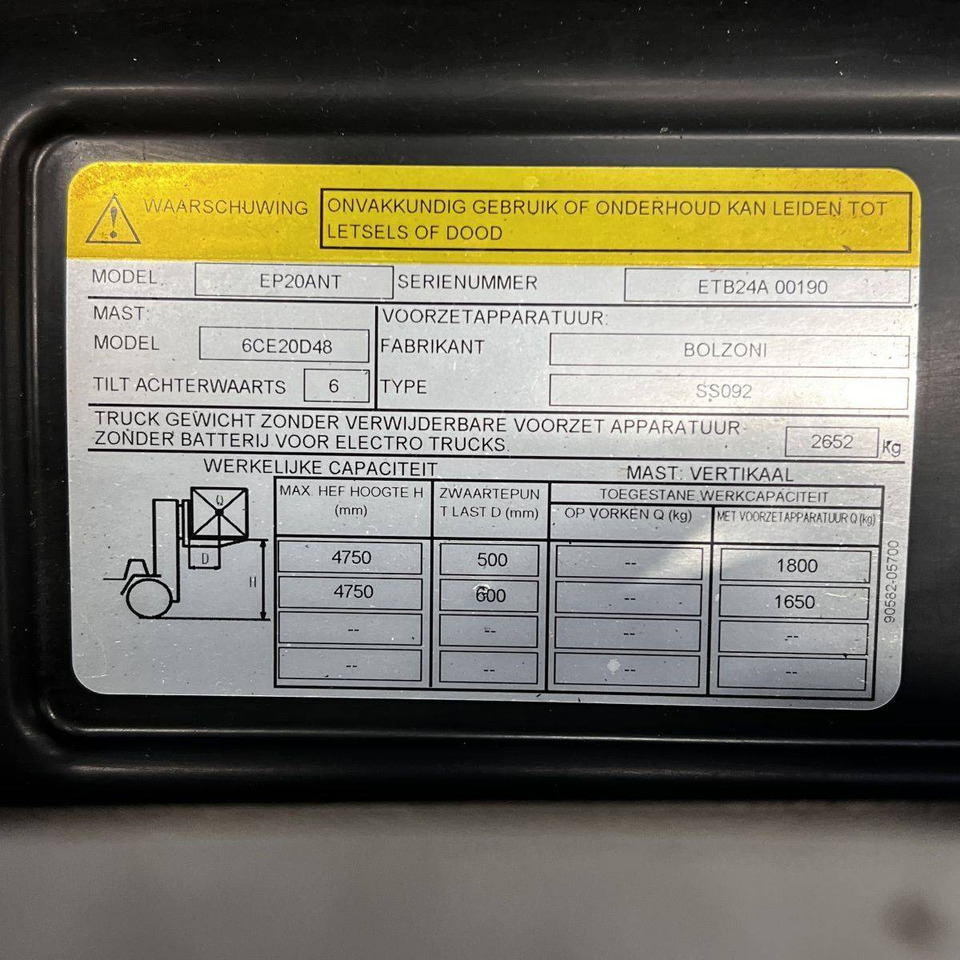 WAARSCHUWING
ONVAKKUNDIG GEBRUIK OF ONDERHOUD KAN LEIDEN TOT
LETSELS OF DOOD
MODEL EP20ANT SERIENUMMER ETB24A 00190
MAST: VOORZETAPPARATUUR:
MODEL 6CE20D48 FABRIKANT BOLZONI
TILT ACHTERWAARTS 6 TYPE SS092
TRUCK GEWICHT ZONDER VERWIJDERBARE VOORZET APPARATUUR
ZONDER BATTERIJ VOOR ELECTRO TRUCKS. 2652 kg
WERKELIJKE CAPACITEIT MAST: VERTIKAAL
MAX. HEF HOOGTE H ZWAARTEPUN TOEGESTANE WERKCAPACITEIT
(mm) T LAST D (mm) OP VORKEN Q (kg) MET VOORZETAPPARATUUR Q (kg)
4750 500 -- 1800
4750 600 -- 1650
-- -- -- --
-- -- -- --
Q
D
H
90582-05700